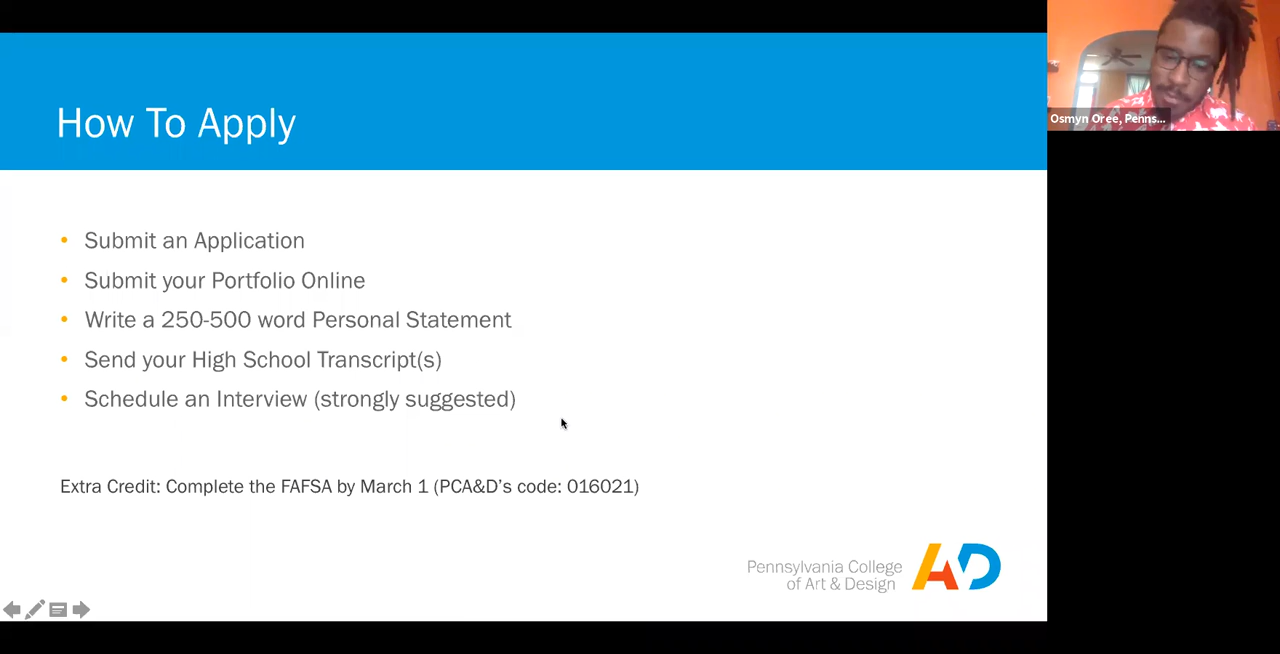 How To Apply
Osmyn Oree, Penns...
• Submit an Application
• Submit your Portfolio Online
• Write a 250-500 word Personal Statement
• Send your High School Transcript(s)
• Schedule an Interview (strongly suggested)
Extra Credit: Complete the FAFSA by March 1 (PCA&D’s code: 016021)
Pennsylvania College
of Art & Design
AD